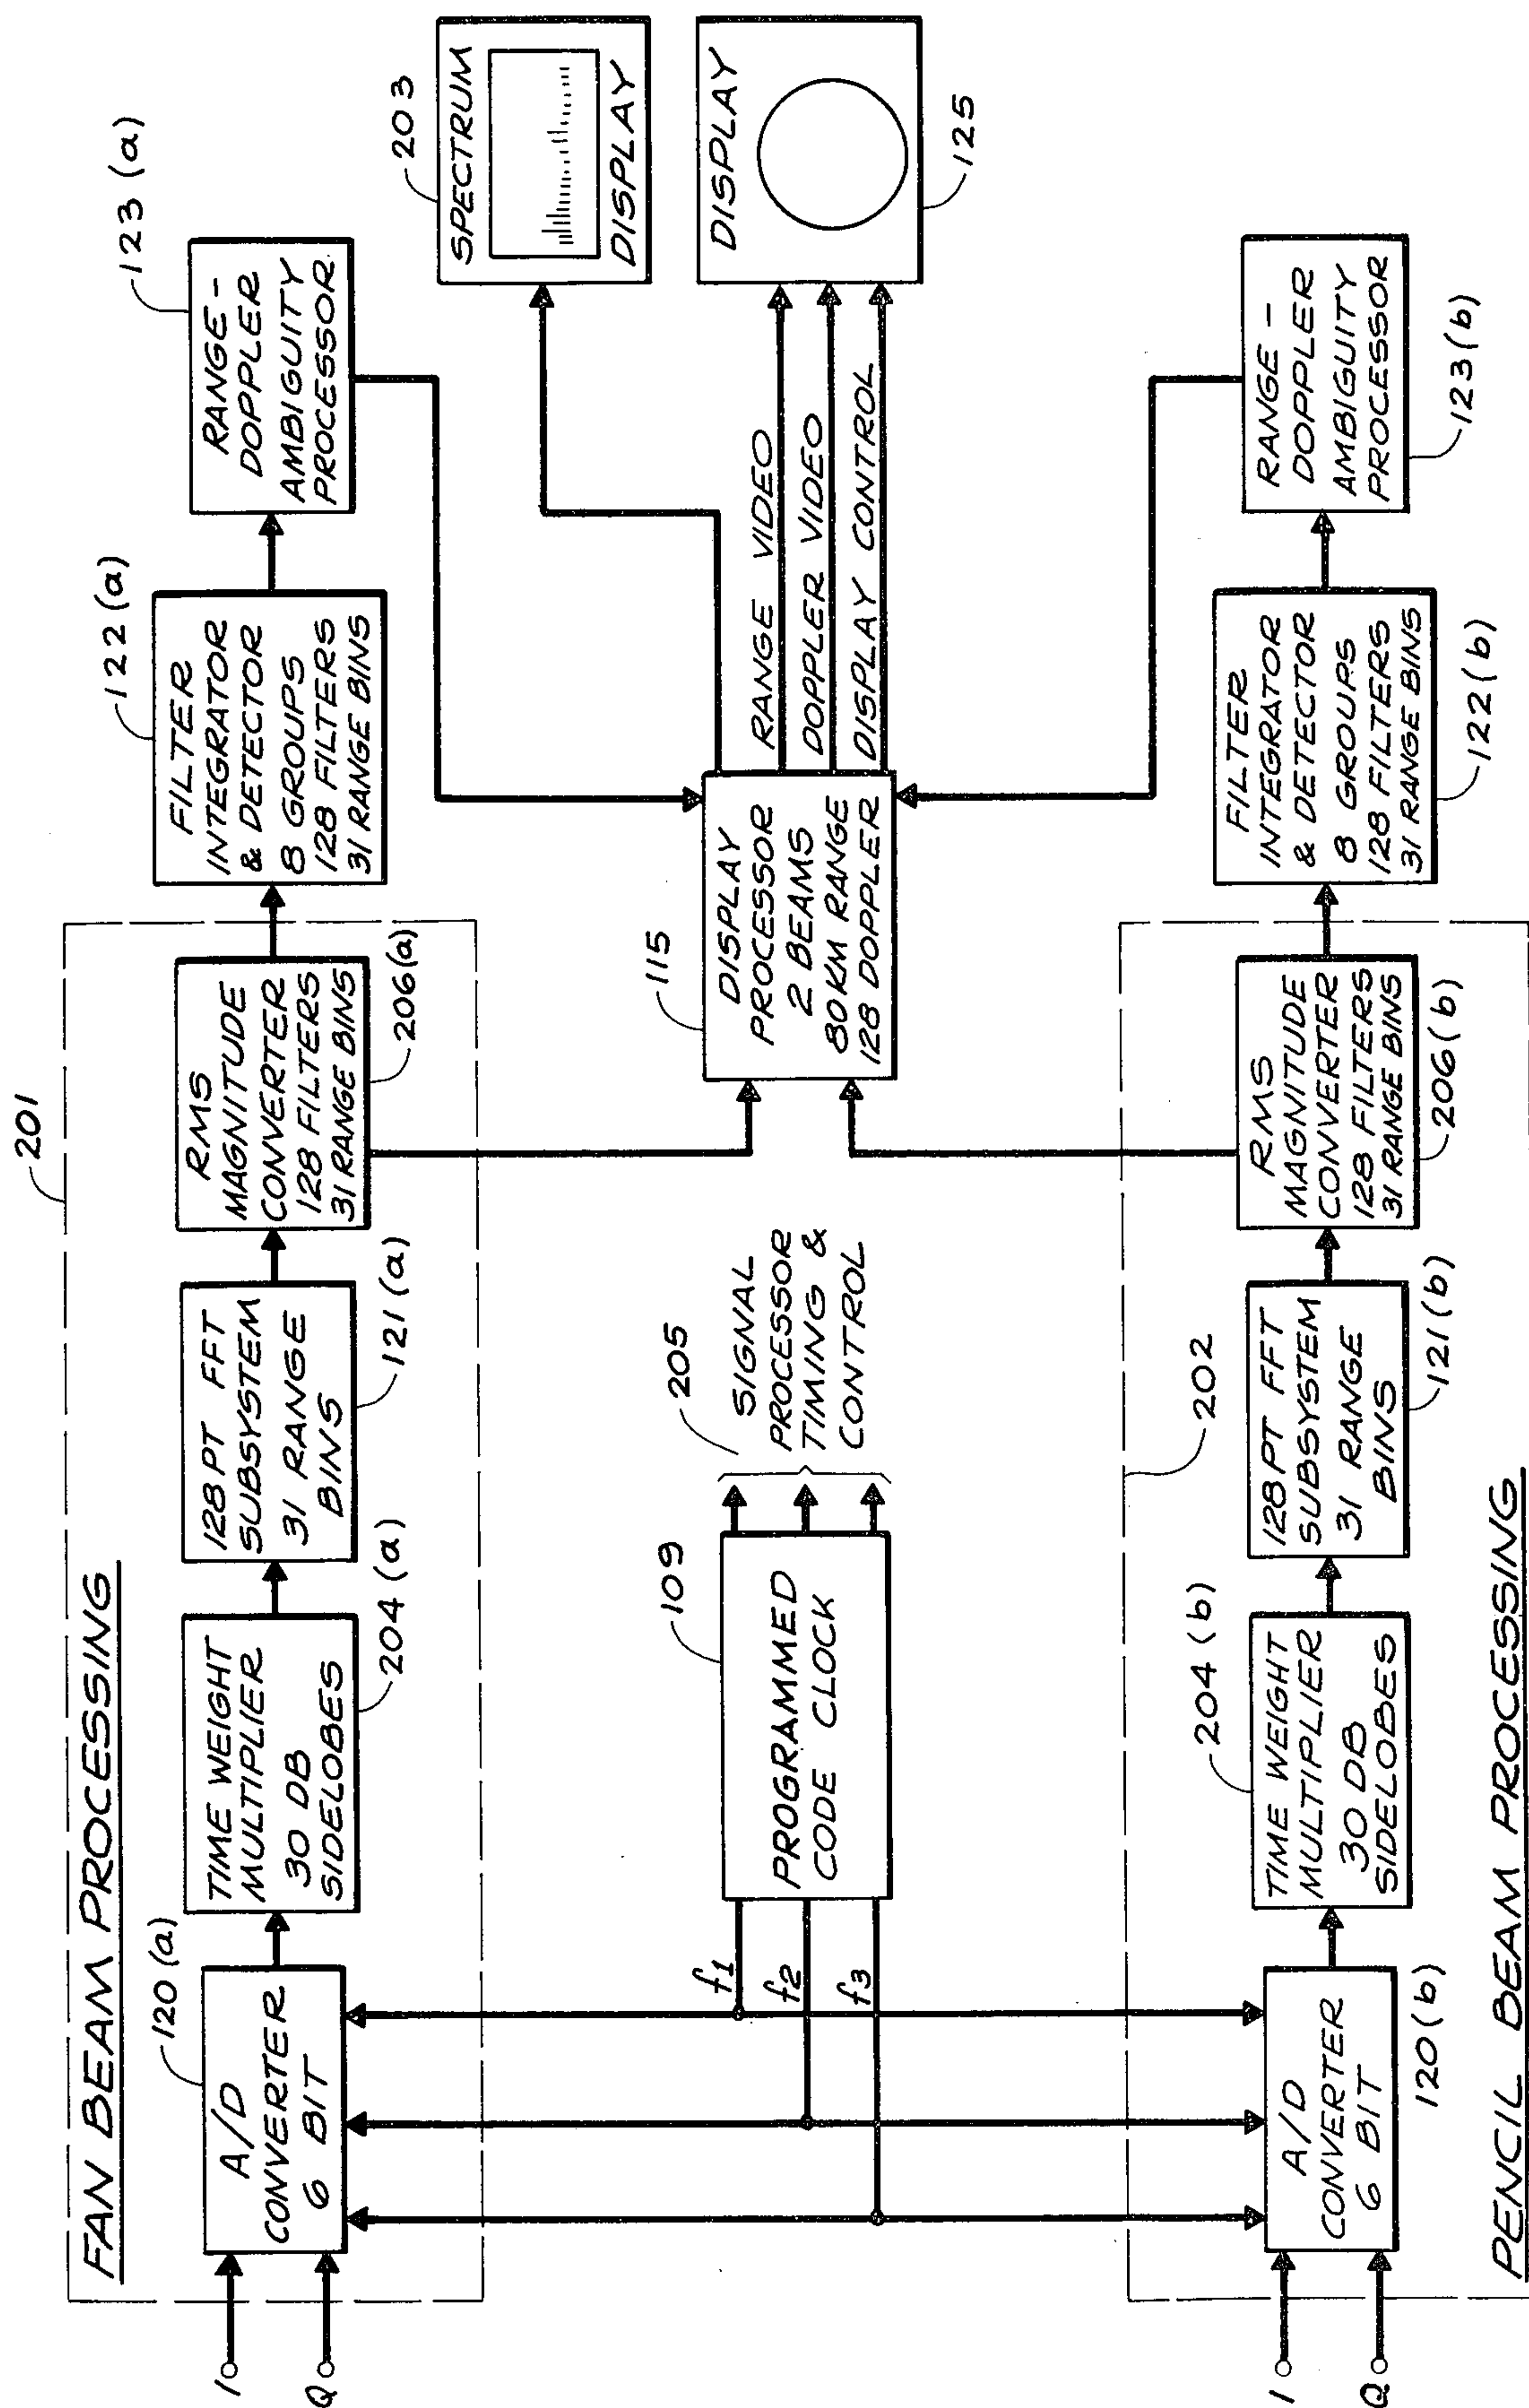 FAN BEAM PROCESSING
201
I
Q
A/D
CONVERTER
6 BIT
120 (a)
TIME WEIGHT
MULTIPLIER
30 DB
SIDELOBES
204 (a)
128 PT FFT
SUBSYSTEM
31 RANGE
BINS
121 (a)
RMS
MAGNITUDE
CONVERTER
128 FILTERS
31 RANGE BINS
206 (a)
FILTER
INTEGRATOR
& DETECTOR
8 GROUPS
128 FILTERS
31 RANGE BINS
122 (a)
RANGE-
DOPPLER
AMBIGUITY
PROCESSOR
123 (a)
f1
f2
f3
PROGRAMMED
CODE CLOCK
109
205
SIGNAL
PROCESSOR
TIMING &
CONTROL
115
DISPLAY
PROCESSOR
2 BEAMS
80 KM RANGE
128 DOPPLER
RANGE VIDEO
DOPPLER VIDEO
DISPLAY CONTROL
SPECTRUM
DISPLAY
203
DISPLAY
125
202
I
Q
A/D
CONVERTER
6 BIT
120 (b)
TIME WEIGHT
MULTIPLIER
30 DB
SIDELOBES
204 (b)
128 PT FFT
SUBSYSTEM
31 RANGE
BINS
121 (b)
RMS
MAGNITUDE
CONVERTER
128 FILTERS
31 RANGE BINS
206 (b)
FILTER
INTEGRATOR
& DETECTOR
8 GROUPS
128 FILTERS
31 RANGE BINS
122 (b)
RANGE-
DOPPLER
AMBIGUITY
PROCESSOR
123 (b)
PENCIL BEAM PROCESSING